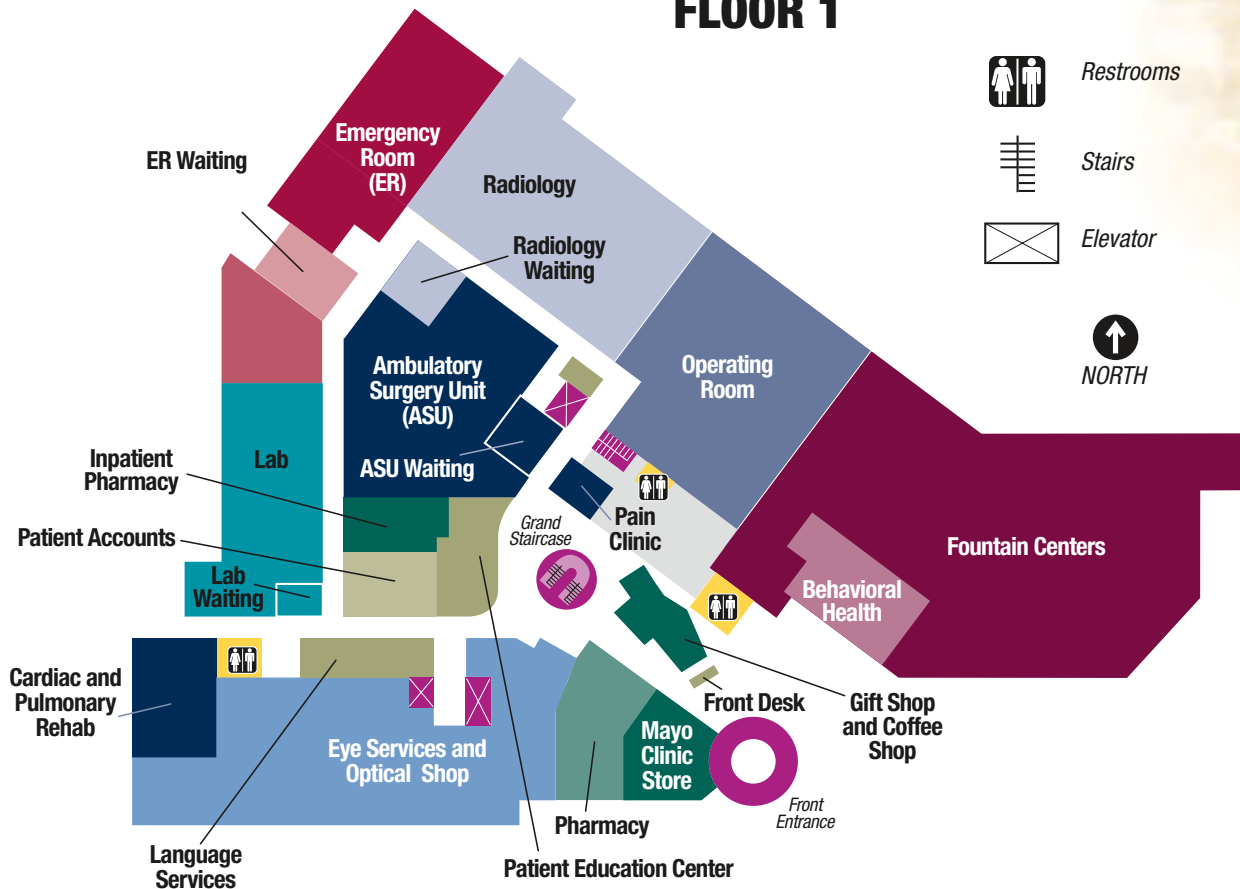 FLOOR 1
Restrooms
Stairs
Elevator
NORTH
Emergency
Room
(ER)
ER Waiting
Radiology
Radiology
Waiting
Operating
Room
Ambulatory
Surgery Unit
(ASU)
ASU Waiting
Inpatient
Pharmacy
Lab
Patient Accounts
Lab
Waiting
Grand
Staircase
Pain
Clinic
Fountain Centers
Behavioral
Health
Cardiac and
Pulmonary
Rehab
Eye Services and
Optical Shop
Mayo
Clinic
Store
Front Desk
Gift Shop
and Coffee
Shop
Front
Entrance
Pharmacy
Language
Services
Patient Education Center